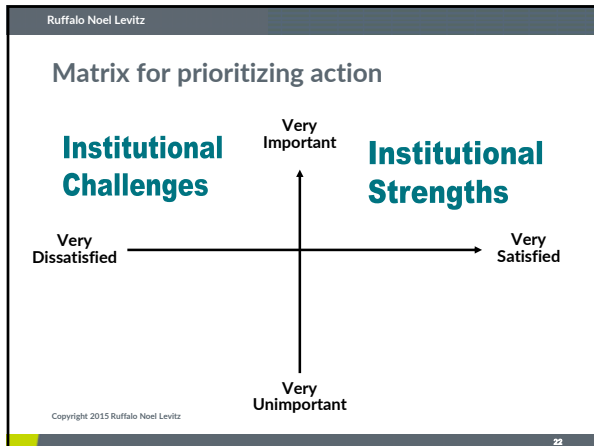 Ruffalo Noel Levitz
Matrix for prioritizing action
Very
Important
Institutional
Challenges
Institutional
Strengths
Very
Dissatisfied
Very
Satisfied
Very
Unimportant
Copyright 2015 Ruffalo Noel Levitz
22